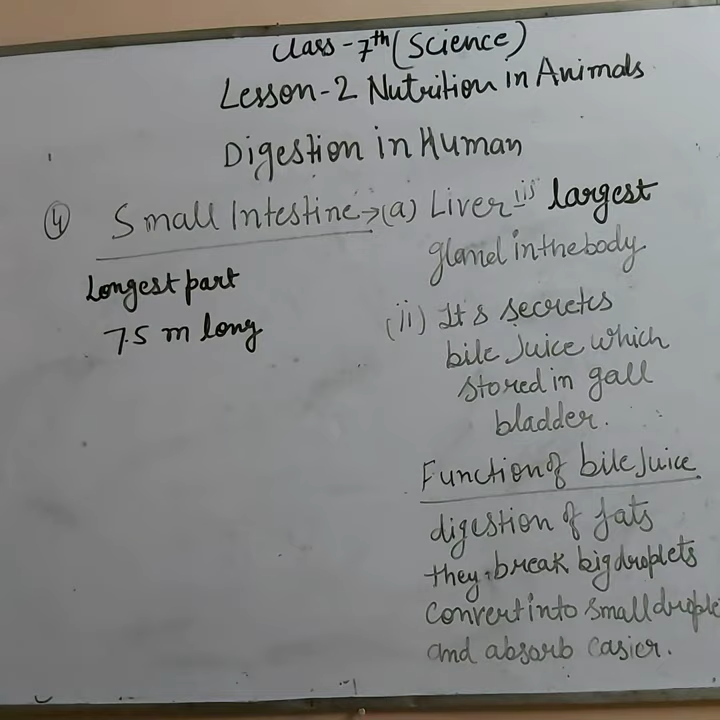 Class-7th (Science)
Lesson-2 Nutrition in Animals
Digestion in Human
④ Small Intestine → (a) Liver is largest
gland in the body
Longest part
7.5 m long
(ii) It s secretes
bile Juice which
stored in gall
bladder.
Function of bile Juice
digestion of fats
they break big droplets
convert into small drople
and absorb easier.